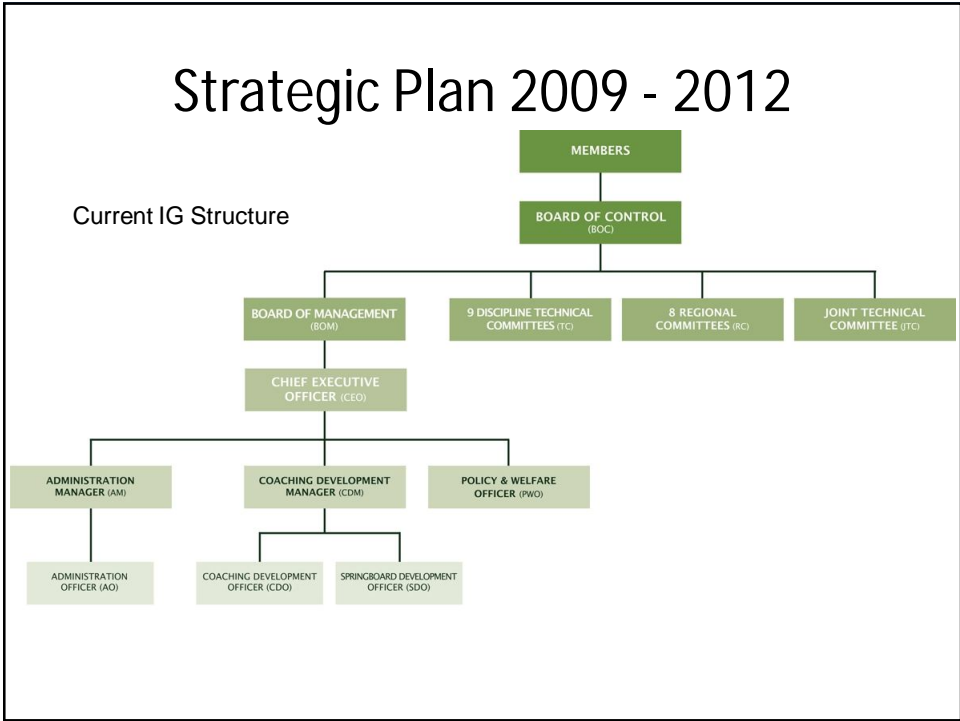 Strategic Plan 2009 - 2012
MEMBERS
Current IG Structure
BOARD OF CONTROL
(BOC)
BOARD OF MANAGEMENT
(BOM)
9 DISCIPLINE TECHNICAL
COMMITTEES (TC)
8 REGIONAL
COMMITTEES (RC)
JOINT TECHNICAL
COMMITTEE (JTC)
CHIEF EXECUTIVE
OFFICER (CEO)
ADMINISTRATION
MANAGER (AM)
COACHING DEVELOPMENT
MANAGER (CDM)
POLICY & WELFARE
OFFICER (PWO)
ADMINISTRATION
OFFICER (AO)
COACHING DEVELOPMENT
OFFICER (CDO)
SPRINGBOARD DEVELOPMENT
OFFICER (SDO)